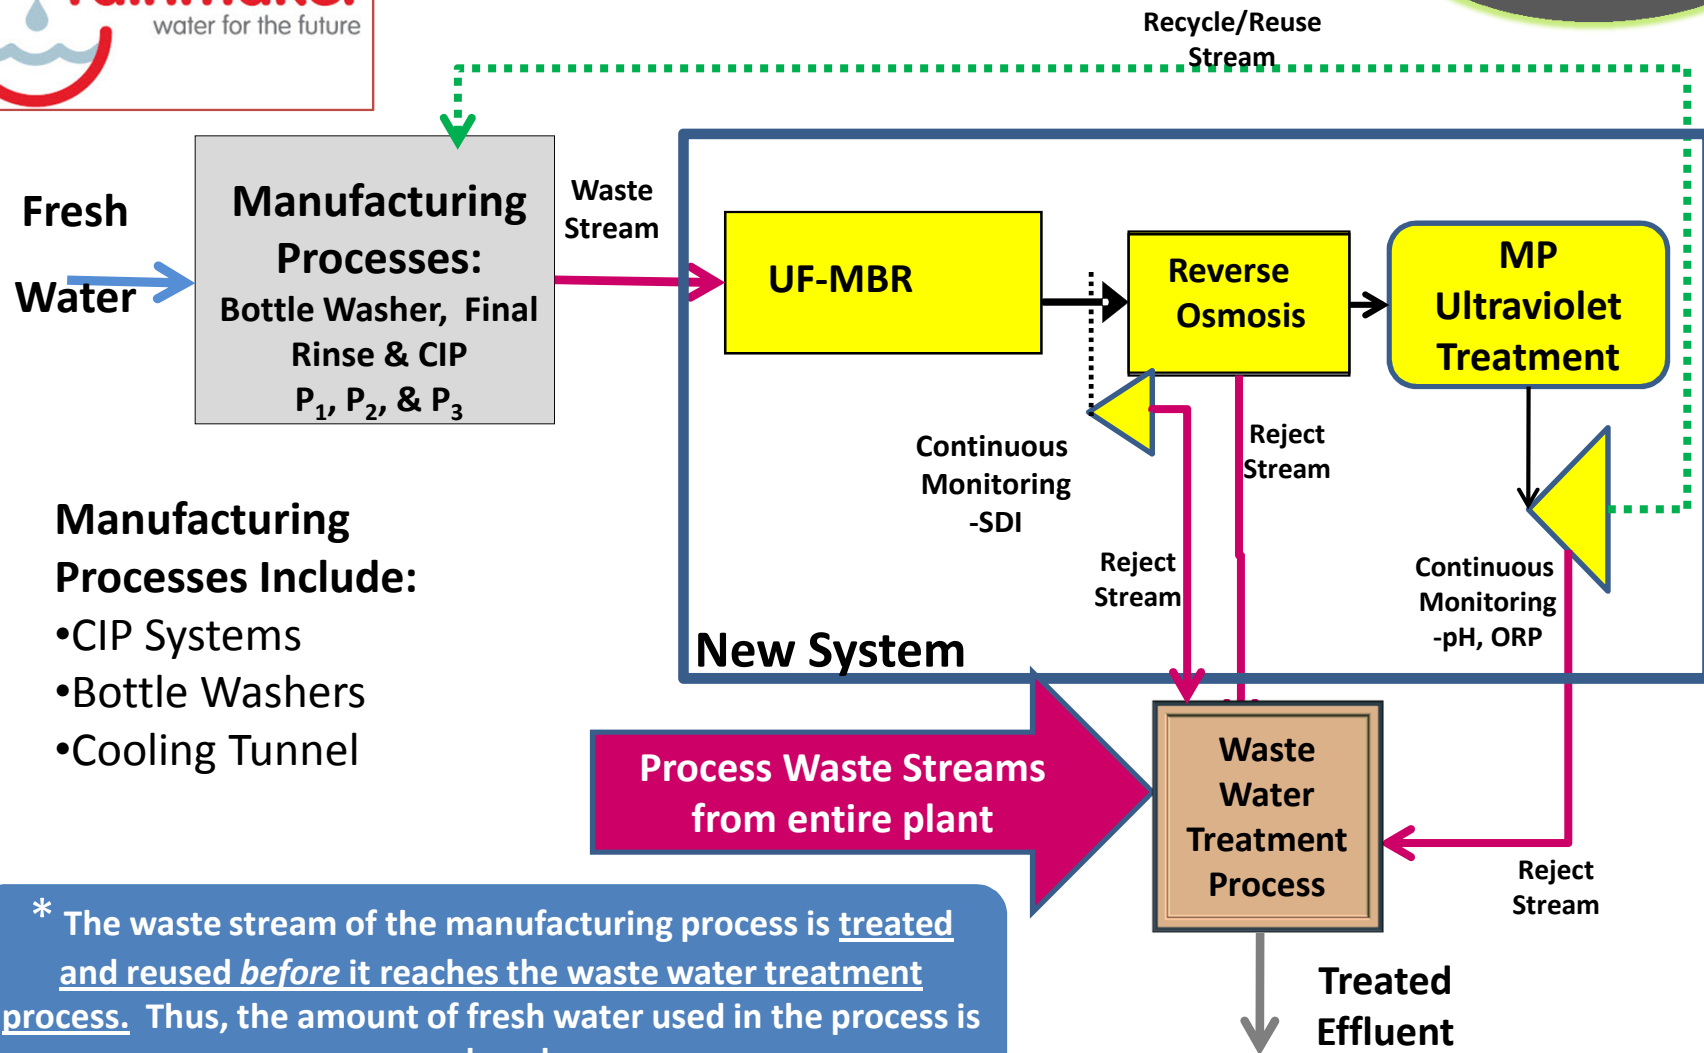 water for the future
Recycle/Reuse
Stream
Fresh
Water
Manufacturing
Processes:
Bottle Washer, Final
Rinse & CIP
P₁, P₂, & P₃
Waste
Stream
UF-MBR
Reverse
Osmosis
MP
Ultraviolet
Treatment
Continuous
Monitoring
-SDI
Reject
Stream
Reject
Stream
Continuous
Monitoring
-pH, ORP
New System
Manufacturing
Processes Include:
•CIP Systems
•Bottle Washers
•Cooling Tunnel
Process Waste Streams
from entire plant
Waste
Water
Treatment
Process
Reject
Stream
* The waste stream of the manufacturing process is treated
and reused before it reaches the waste water treatment
process. Thus, the amount of fresh water used in the process is
Treated
Effluent